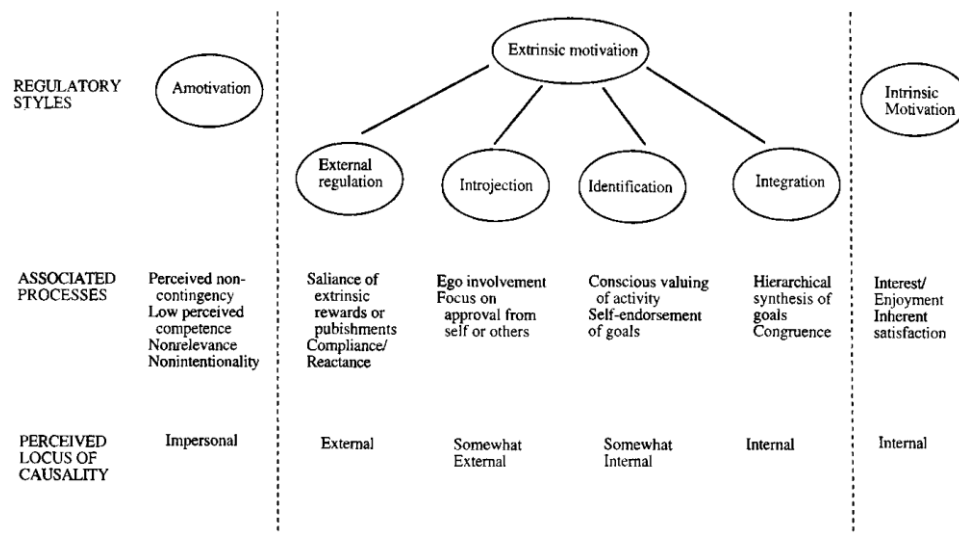 Extrinsic motivation
REGULATORY
STYLES
Amotivation
Intrinsic
Motivation
External
regulation
Introjection
Identification
Integration
ASSOCIATED
PROCESSES
Perceived non-
contingency
Low perceived
competence
Nonrelevance
Nonintentionality
Saliance of
extrinsic
rewards or
pubishments
Compliance/
Reactance
Ego involvement
Focus on
approval from
self or others
Conscious valuing
of activity
Self-endorsement
of goals
Hierarchical
synthesis of
goals
Congruence
Interest/
Enjoyment
Inherent
satisfaction
PERCEIVED
LOCUS OF
CAUSALITY
Impersonal
External
Somewhat
External
Somewhat
Internal
Internal
Internal